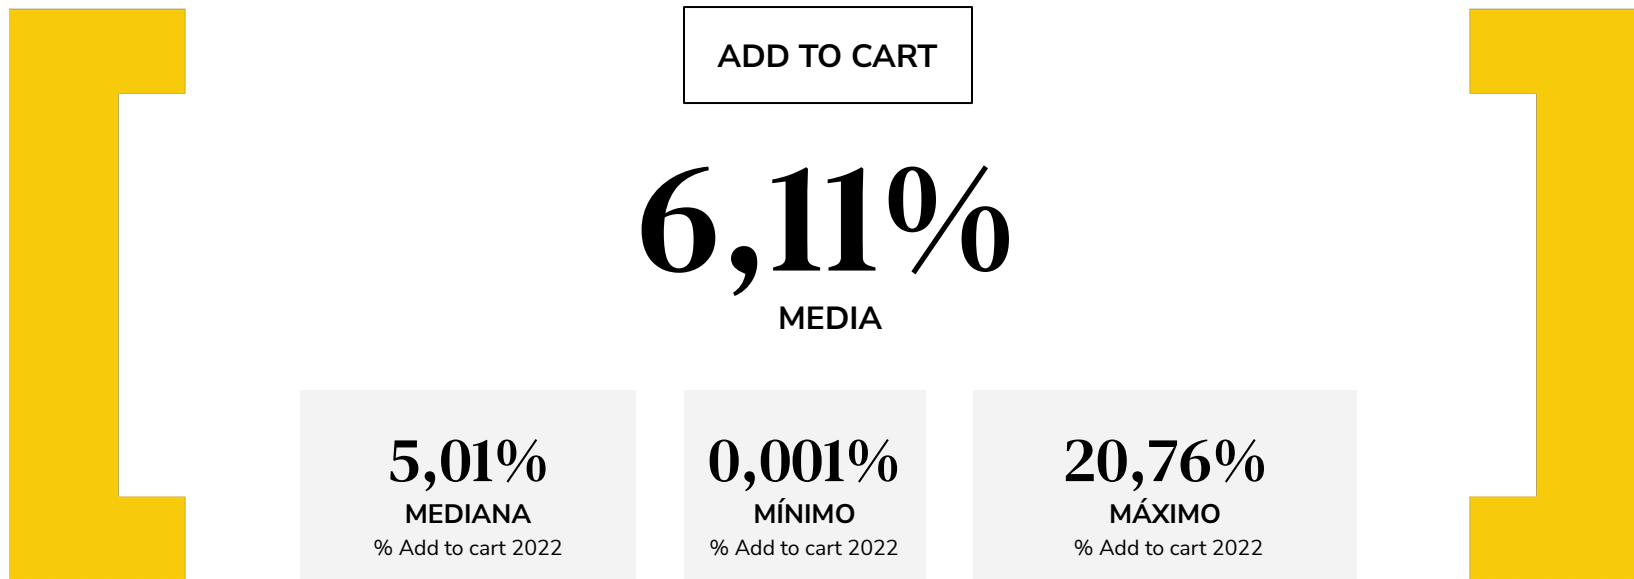 ADD TO CART
6,11%
MEDIA
5,01%
MEDIANA
% Add to cart 2022
0,001%
MÍNIMO
% Add to cart 2022
20,76%
MÁXIMO
% Add to cart 2022